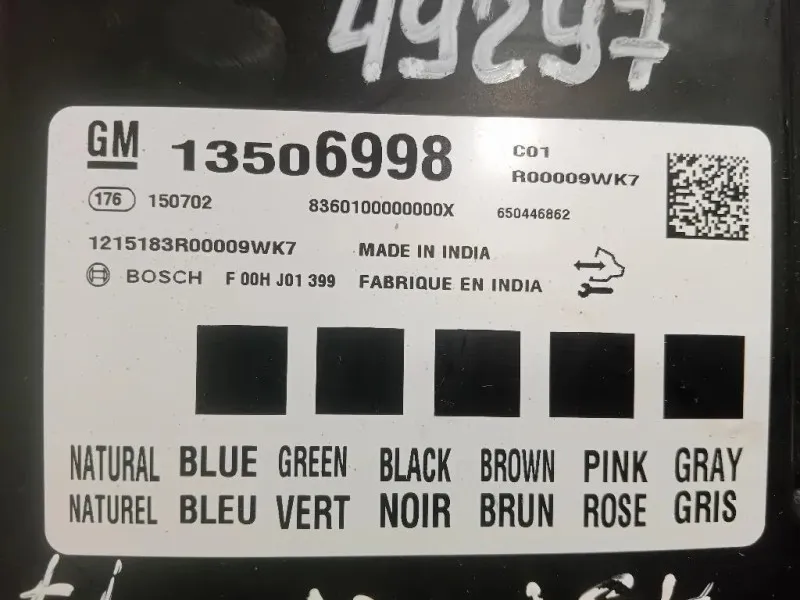 49297
GM 13506998 C01
R00009WK7
176 150702 8360100000000X 650446862
1215183R00009WK7 MADE IN INDIA
BOSCH F 00H J01 399 FABRIQUE EN INDIA
NATURAL BLUE GREEN BLACK BROWN PINK GRAY
NATUREL BLEU VERT NOIR BRUN ROSE GRIS